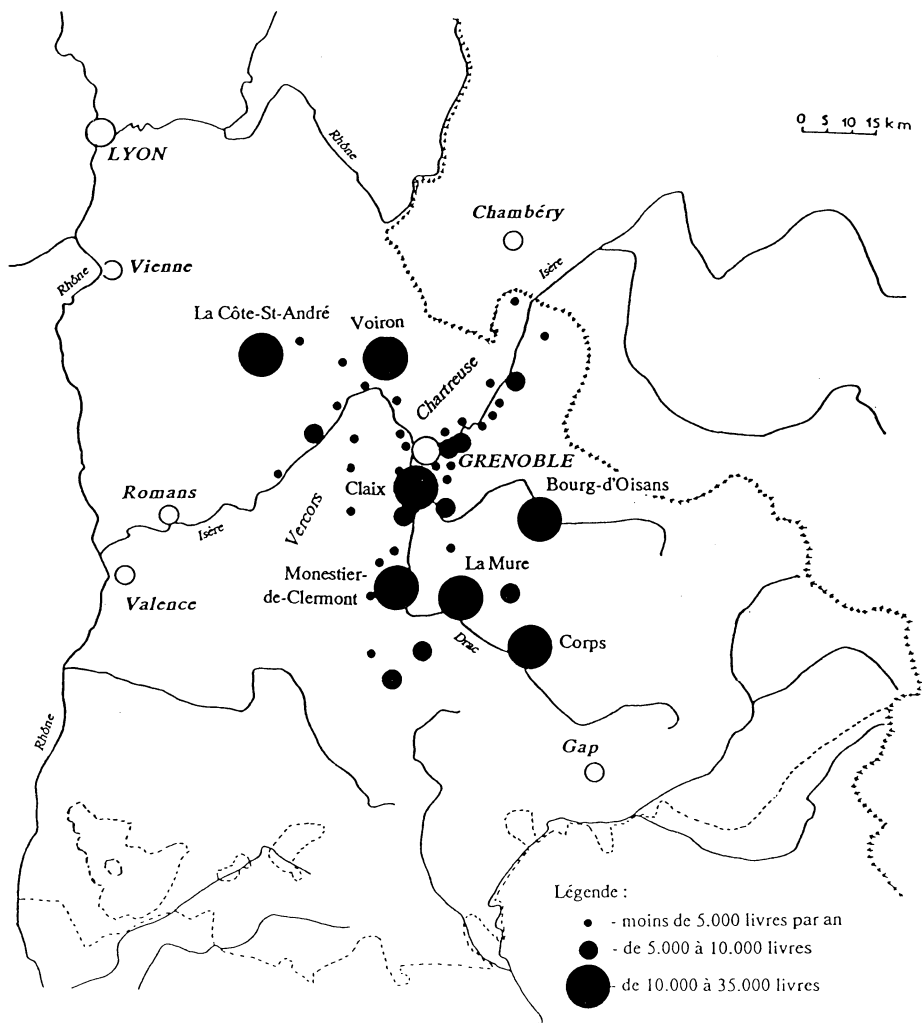 Rhône
0 5 10 15 km
LYON
Chambéry
Isère
Vienne
Rhône
La Côte-St-André
Voiron
Chartreuse
GRENOBLE
Claix
Bourg-d'Oisans
Romans
Isère
Vercors
Monestier-
de-Clermont
La Mure
Valence
Drac
Corps
Rhône
Gap
Légende :
- moins de 5.000 livres par an
- de 5.000 à 10.000 livres
- de 10.000 à 35.000 livres